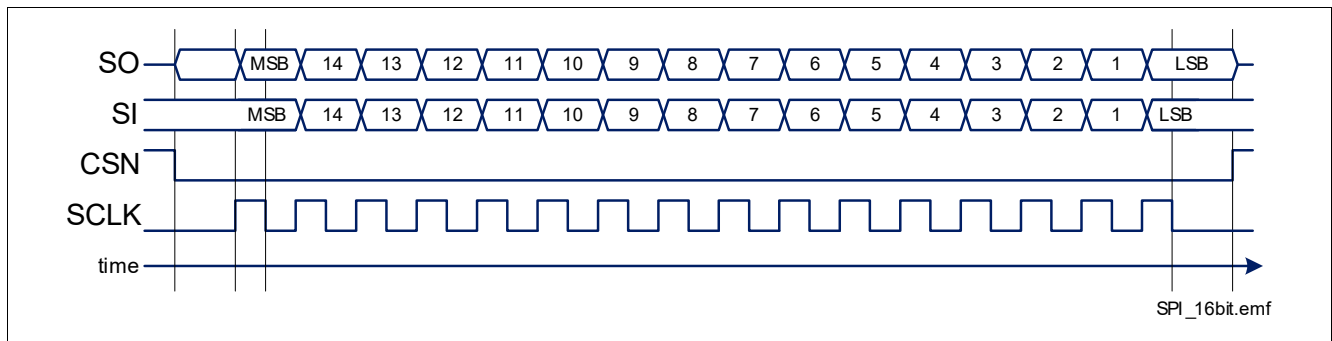 SO MSB 14 13 12 11 10 9 8 7 6 5 4 3 2 1 LSB
SI MSB 14 13 12 11 10 9 8 7 6 5 4 3 2 1 LSB
CSN
SCLK
time
SPI_16bit.emf